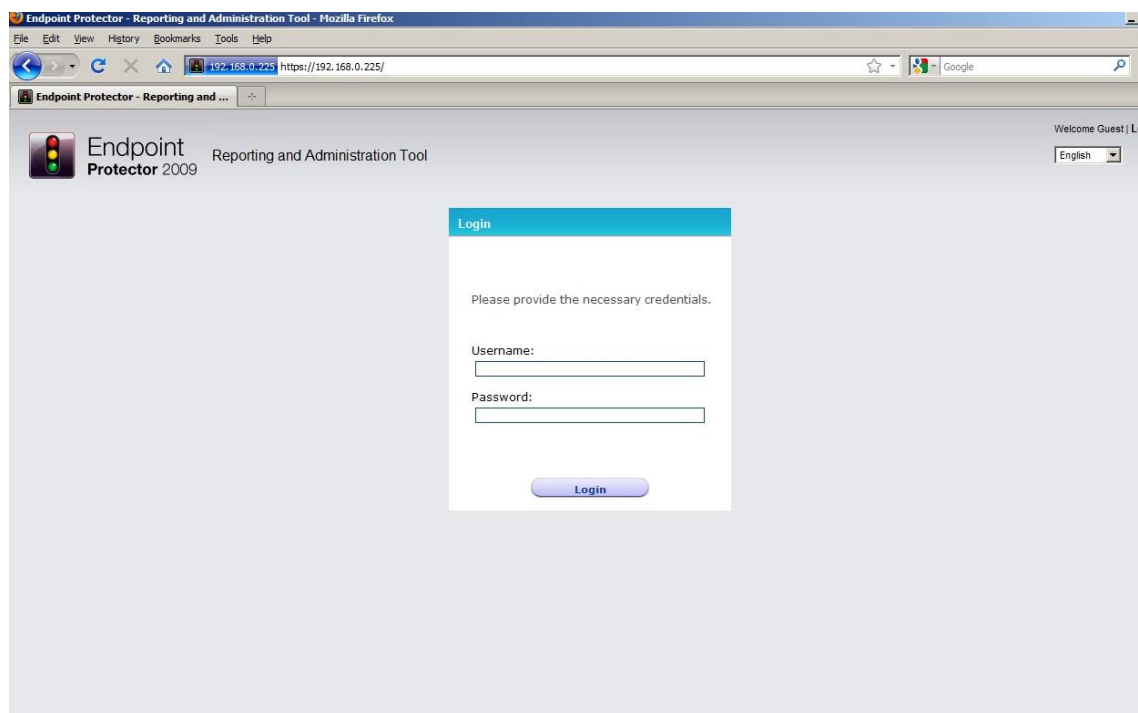 Endpoint Protector - Reporting and Administration Tool - Mozilla Firefox
File Edit View History Bookmarks Tools Help
192.168.0.225 https://192.168.0.225/ Google
Endpoint Protector - Reporting and ...
Welcome Guest | L
Endpoint
Protector 2009
Reporting and Administration Tool
English
Login
Please provide the necessary credentials.
Username:
Password:
Login